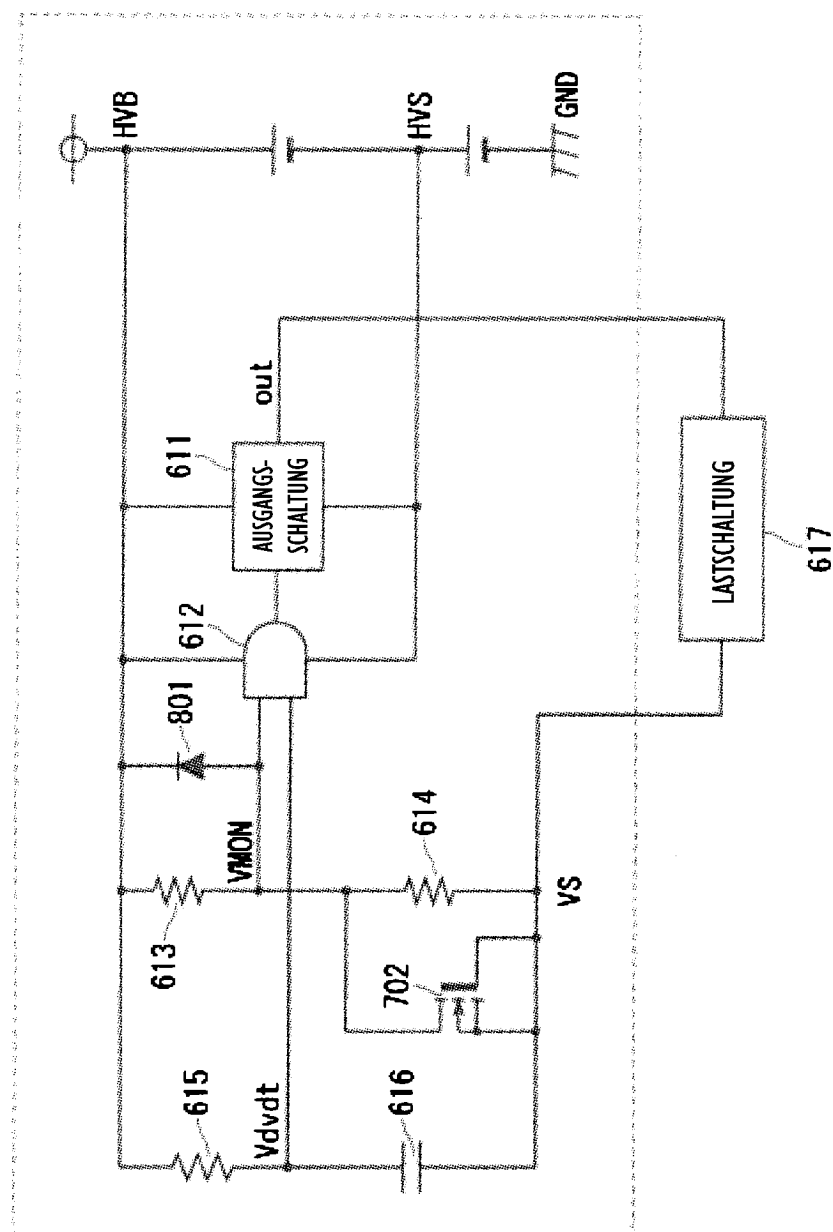 HVB
HVS
GND
out
611
AUSGANGS-
SCHALTUNG
612
801
VMON
613
614
615
Vdvdt
616
702
VS
LASTSCHALTUNG
617